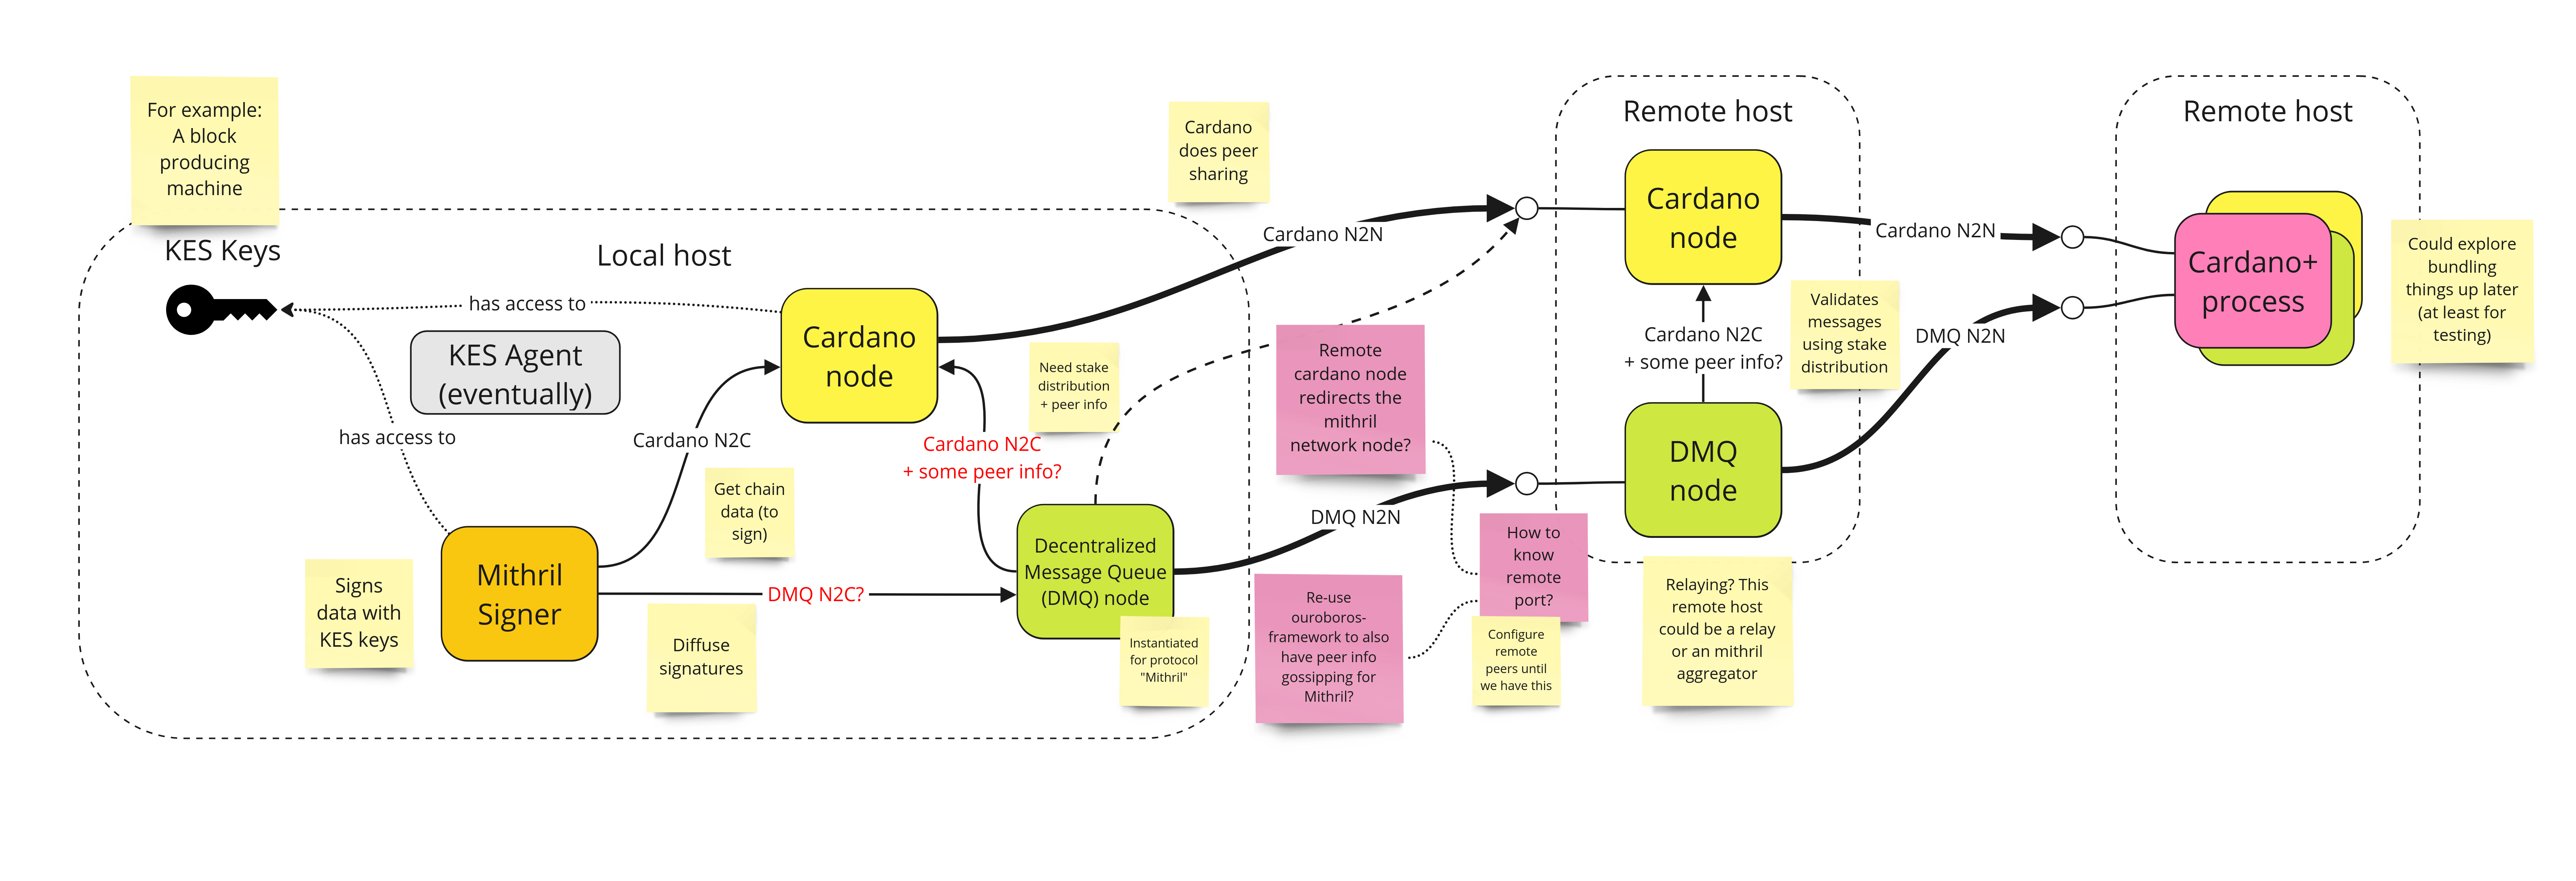 For example:
A block
producing
machine
KES Keys
Local host
has access to
KES Agent
(eventually)
has access to
Cardano
node
Cardano N2C
Get chain
data (to
sign)
Signs
data with
KES keys
Mithril
Signer
DMQ N2C?
Diffuse
signatures
Need stake
distribution
+ peer info
Cardano N2C
+ some peer info?
Decentralized
Message Queue
(DMQ) node
Instantiated
for protocol
"Mithril"
Cardano
does peer
sharing
Cardano N2N
Remote
cardano node
redirects the
mithril
network node?
DMQ N2N
Re-use
ouroboros-
framework to also
have peer info
gossipping for
Mithril?
How to
know
remote
port?
Configure
remote
peers until
we have this
Remote host
Cardano
node
Cardano N2C
+ some peer info?
Validates
messages
using stake
distribution
DMQ
node
Relaying? This
remote host
could be a relay
or an mithril
aggregator
Cardano N2N
DMQ N2N
Remote host
Cardano+
process
Could explore
bundling
things up later
(at least for
testing)